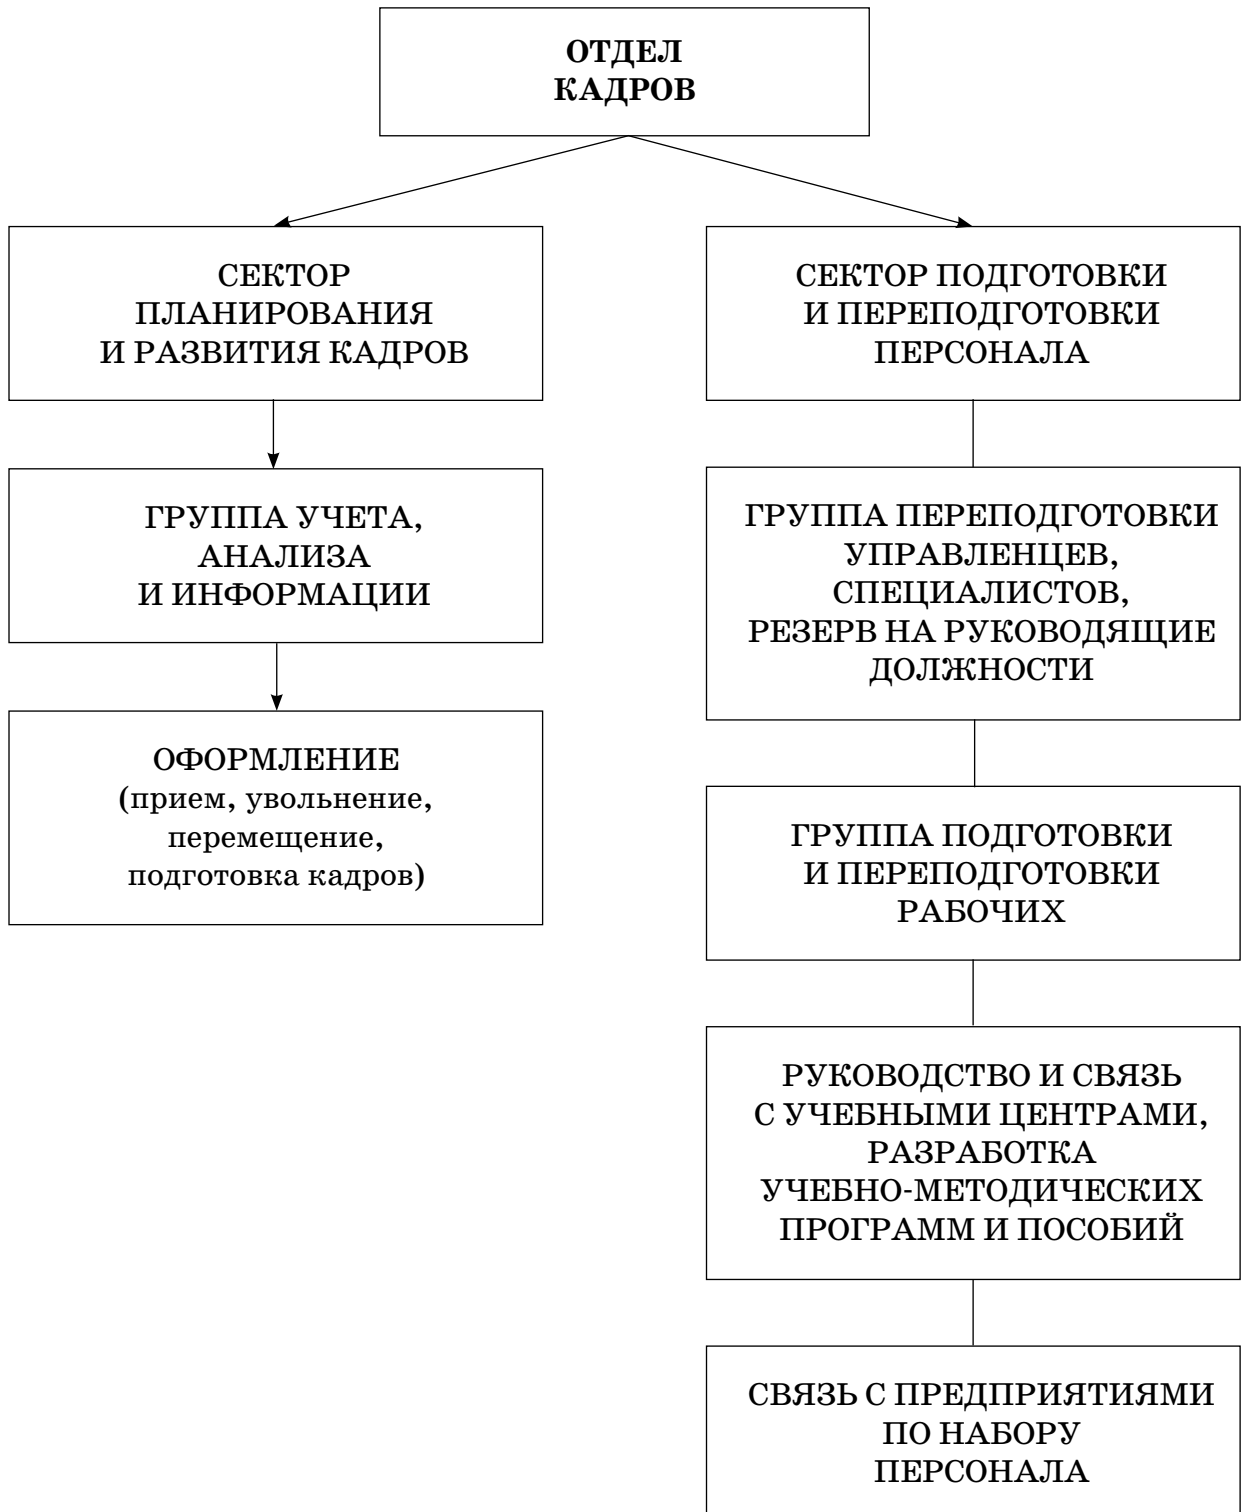 ОТДЕЛ
КАДРОВ
СЕКТОР
ПЛАНИРОВАНИЯ
И РАЗВИТИЯ КАДРОВ
ГРУППА УЧЕТА,
АНАЛИЗА
И ИНФОРМАЦИИ
ОФОРМЛЕНИЕ
(прием, увольнение,
перемещение,
подготовка кадров)
СЕКТОР ПОДГОТОВКИ
И ПЕРЕПОДГОТОВКИ
ПЕРСОНАЛА
ГРУППА ПЕРЕПОДГОТОВКИ
УПРАВЛЕНЦЕВ,
СПЕЦИАЛИСТОВ,
РЕЗЕРВ НА РУКОВОДЯЩИЕ
ДОЛЖНОСТИ
ГРУППА ПОДГОТОВКИ
И ПЕРЕПОДГОТОВКИ
РАБОЧИХ
РУКОВОДСТВО И СВЯЗЬ
С УЧЕБНЫМИ ЦЕНТРАМИ,
РАЗРАБОТКА
УЧЕБНО-МЕТОДИЧЕСКИХ
ПРОГРАММ И ПОСОБИЙ
СВЯЗЬ С ПРЕДПРИЯТИЯМИ
ПО НАБОРУ
ПЕРСОНАЛА